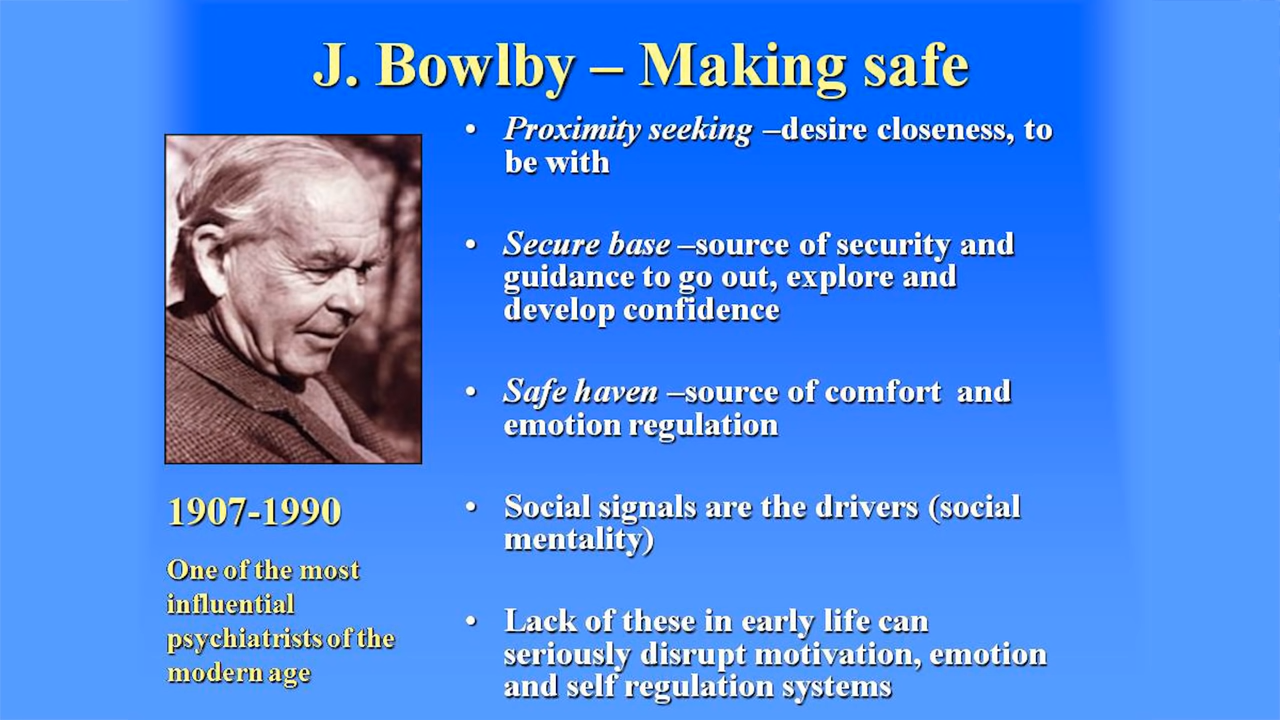 J. Bowlby – Making safe
• Proximity seeking –desire closeness, to
be with
• Secure base –source of security and
guidance to go out, explore and
develop confidence
• Safe haven –source of comfort and
emotion regulation
• Social signals are the drivers (social
mentality)
• Lack of these in early life can
seriously disrupt motivation, emotion
and self regulation systems
1907-1990
One of the most
influential
psychiatrists of the
modern age